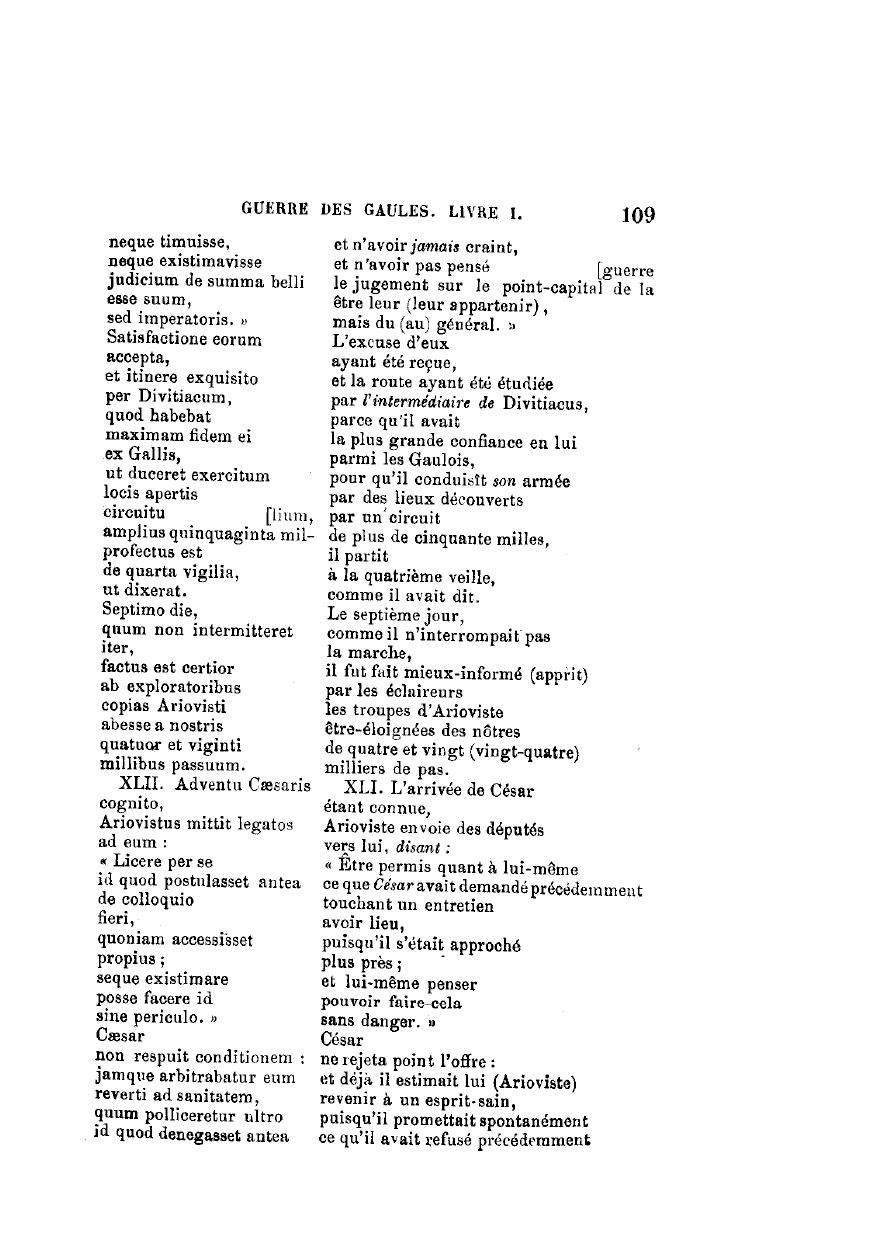 GUERRE DES GAULES. LIVRE I. 109
neque timuisse,
neque existimavisse
judicium de summa belli
esse suum,
sed imperatoris. »
Satisfactione eorum
accepta,
et itinere exquisito
per Divitiacum,
quod habebat
maximam fidem ei
ex Gallis,
ut duceret exercitum
locis apertis
circuitu [lium,
amplius quinquaginta mil-
profectus est
de quarta vigilia,
ut dixerat.
Septimo die,
quum non intermitteret
iter,
factus est certior
ab exploratoribus
copias Ariovisti
abesse a nostris
quatuor et viginti
millibus passuum.
XLII. Adventu Cæsaris
cognito,
Ariovistus mittit legatos
ad eum :
« Licere per se
id quod postulasset antea
de colloquio
fieri,
quoniam accessisset
propius ;
seque existimare
posse facere id
sine periculo. »
Cæsar
non respuit conditionem :
jamque arbitrabatur eum
reverti ad sanitatem,
quum polliceretur ultro
id quod denegasset antea
et n'avoir jamais craint,
et n'avoir pas pensé [guerre
le jugement sur le point-capital de la
être leur (leur appartenir),
mais du (au) général. »
L'excuse d'eux
ayant été reçue,
et la route ayant été étudiée
par l'intermédiaire de Divitiacus,
parce qu'il avait
la plus grande confiance en lui
parmi les Gaulois,
pour qu'il conduisît son armée
par des lieux découverts
par un circuit
de plus de cinquante milles,
il partit
à la quatrième veille,
comme il avait dit.
Le septième jour,
comme il n'interrompait pas
la marche,
il fut fait mieux-informé (apprit)
par les éclaireurs
les troupes d'Arioviste
être-éloignées des nôtres
de quatre et vingt (vingt-quatre)
milliers de pas.
XLI. L'arrivée de César
étant connue,
Arioviste envoie des députés
vers lui, disant :
« Être permis quant à lui-même
ce que César avait demandé précédemment
touchant un entretien
avoir lieu,
puisqu'il s'était approché
plus près ;
et lui-même penser
pouvoir faire-cela
sans danger. »
César
ne rejeta point l'offre :
et déjà il estimait lui (Arioviste)
revenir à un esprit-sain,
puisqu'il promettait spontanément
ce qu'il avait refusé précédemment